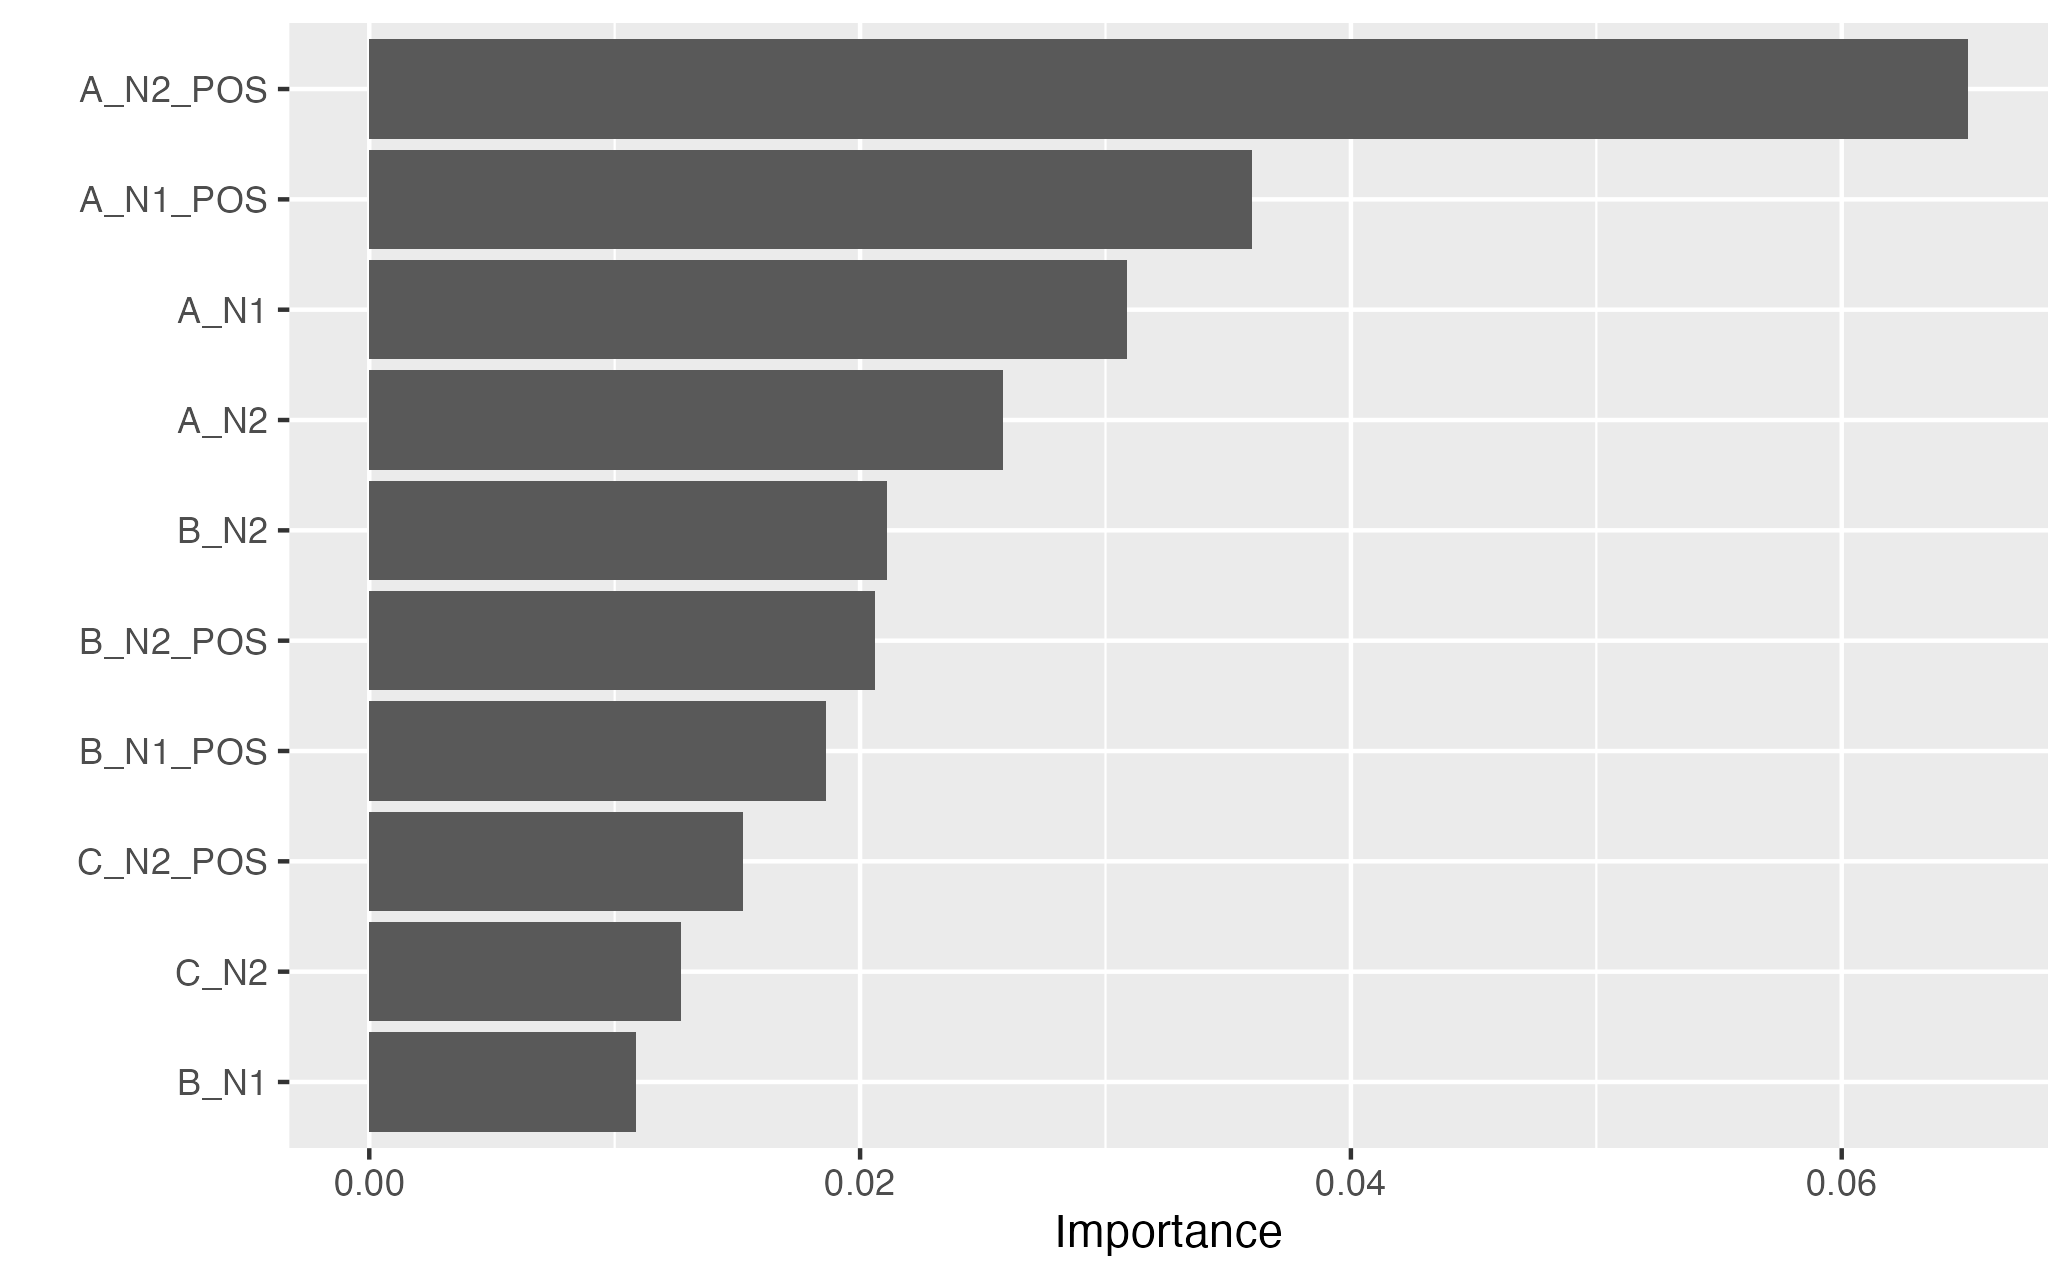 A_N2_POS
A_N1_POS
A_N1
A_N2
B_N2
B_N2_POS
B_N1_POS
C_N2_POS
C_N2
B_N1
0.00 0.02 0.04 0.06
Importance